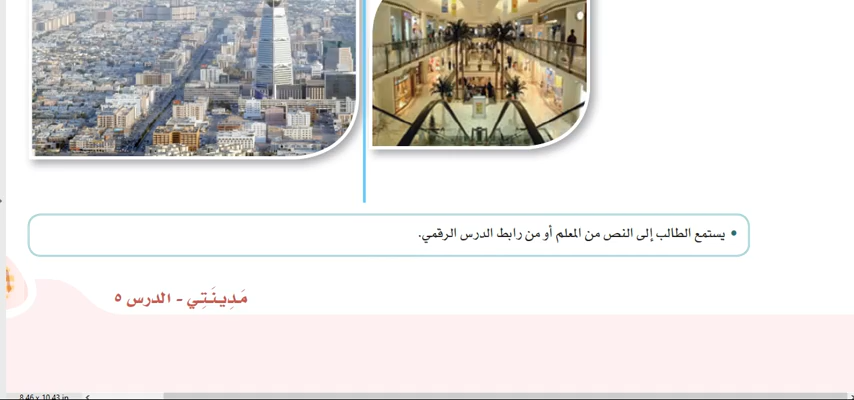 • يستمع الطالب إلى النص من المعلم أو من رابط الدرس الرقمي.
مَدِينَتِي - الدرس ٥
8.46 x 10.43 in